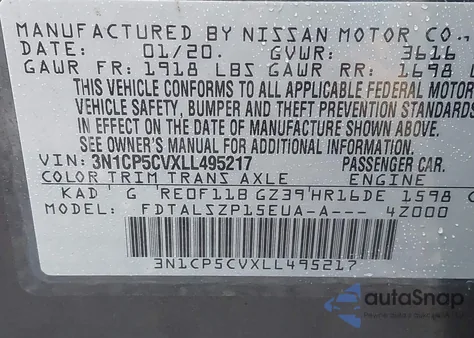 MANUFACTURED BY NISSAN MOTOR CO.,
DATE: 01/20. GVWR: 3616
GAWR FR: 1918 LBS GAWR RR: 1698 L
THIS VEHICLE CONFORMS TO ALL APPLICABLE FEDERAL MOTOR
VEHICLE SAFETY, BUMPER AND THEFT PREVENTION STANDARDS
IN EFFECT ON THE DATE OF MANUFACTURE SHOWN ABOVE.
SEE OWNER'S MANUAL FOR ADDITIONAL INFORMATION.
VIN: 3N1CP5CVXLL495217 PASSENGER CAR.
COLOR TRIM TRANS AXLE ENGINE
KAD G RE0F11B GZ39 HR16DE 1598 C
MODEL: FDTALSZP15EUA-A--- 4Z000
3N1CP5CVXLL495217
autoSnap